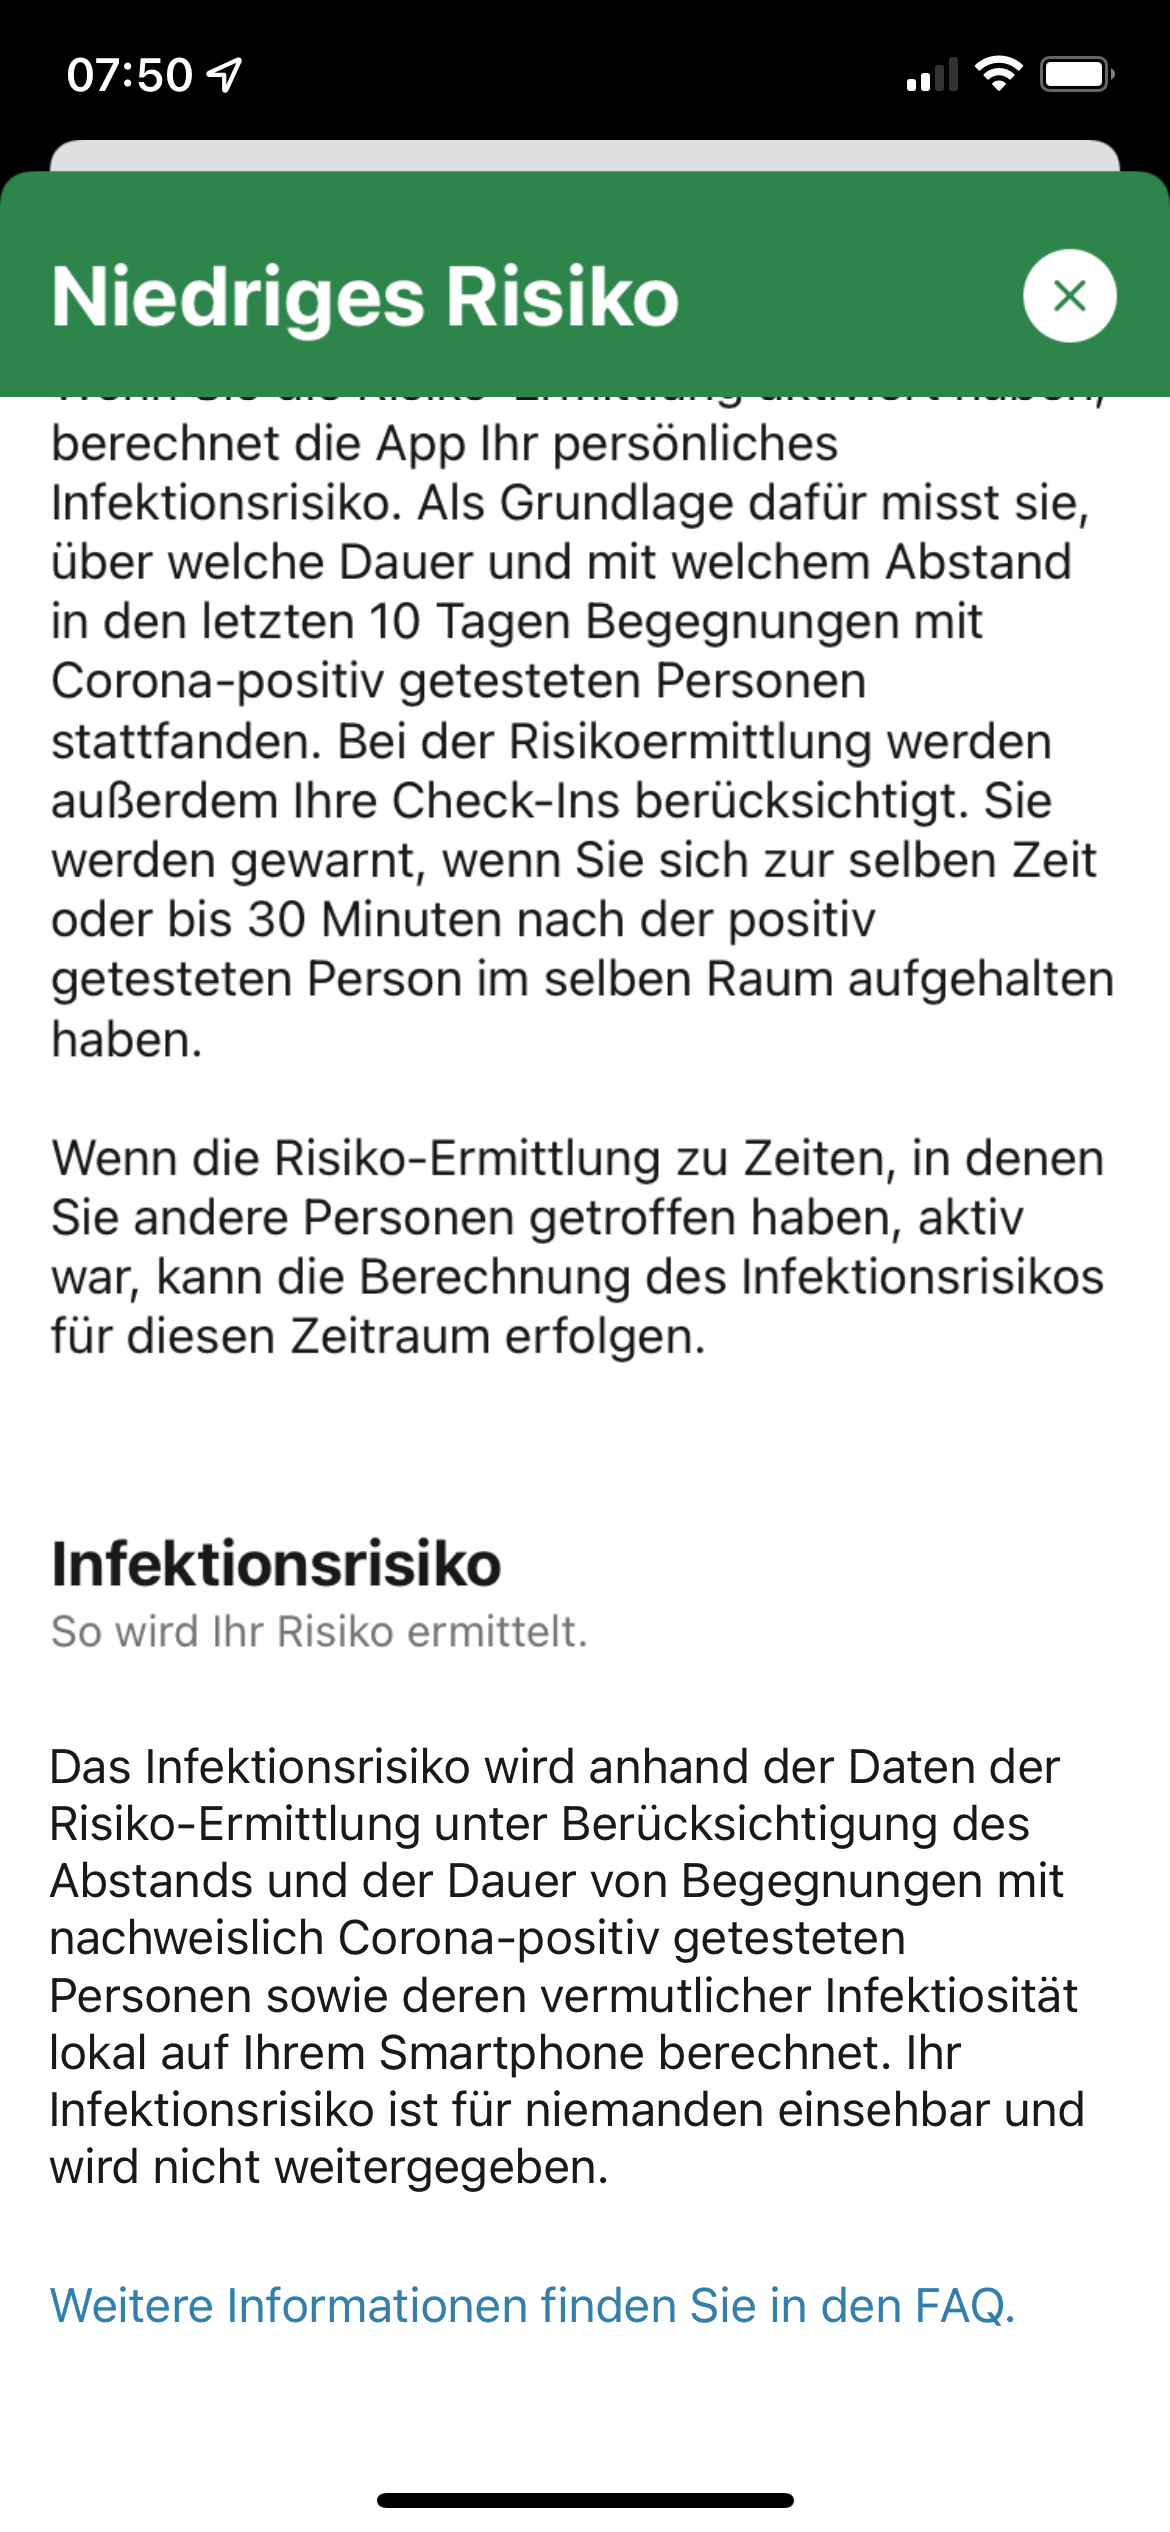 07:50
Niedriges Risiko
Wenn Sie die Risiko-Ermittlung aktiviert haben,
berechnet die App Ihr persönliches
Infektionsrisiko. Als Grundlage dafür misst sie,
über welche Dauer und mit welchem Abstand
in den letzten 10 Tagen Begegnungen mit
Corona-positiv getesteten Personen
stattfanden. Bei der Risikoermittlung werden
außerdem Ihre Check-Ins berücksichtigt. Sie
werden gewarnt, wenn Sie sich zur selben Zeit
oder bis 30 Minuten nach der positiv
getesteten Person im selben Raum aufgehalten
haben.
Wenn die Risiko-Ermittlung zu Zeiten, in denen
Sie andere Personen getroffen haben, aktiv
war, kann die Berechnung des Infektionsrisikos
für diesen Zeitraum erfolgen.
Infektionsrisiko
So wird Ihr Risiko ermittelt.
Das Infektionsrisiko wird anhand der Daten der
Risiko-Ermittlung unter Berücksichtigung des
Abstands und der Dauer von Begegnungen mit
nachweislich Corona-positiv getesteten
Personen sowie deren vermutlicher Infektiosität
lokal auf Ihrem Smartphone berechnet. Ihr
Infektionsrisiko ist für niemanden einsehbar und
wird nicht weitergegeben.
Weitere Informationen finden Sie in den FAQ.